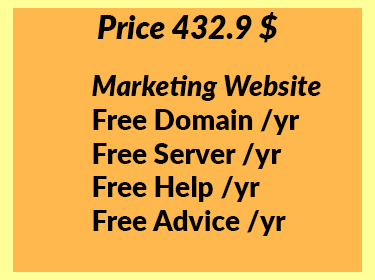 Price 432.9 $
Marketing Website
Free Domain /yr
Free Server /yr
Free Help /yr
Free Advice /yr